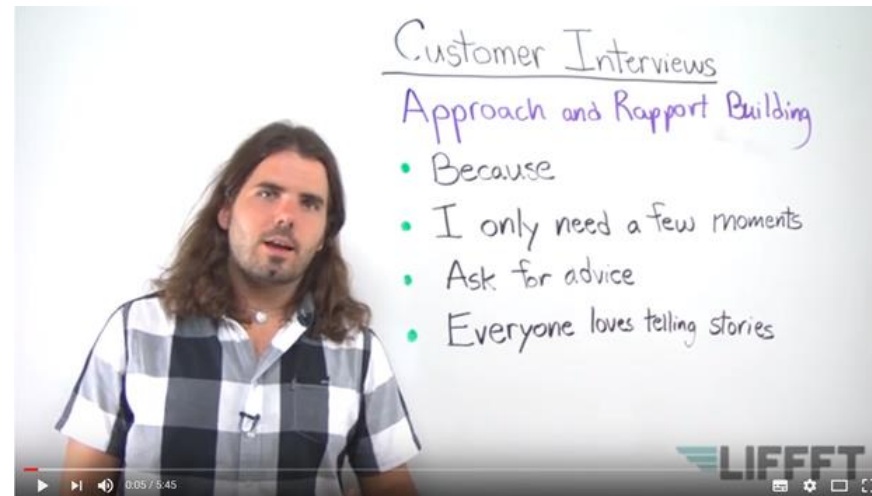 Customer Interviews
Approach and Rapport Building
• Because
• I only need a few moments
• Ask for advice
• Everyone loves telling stories
LIFFFT
0:05 / 5:45